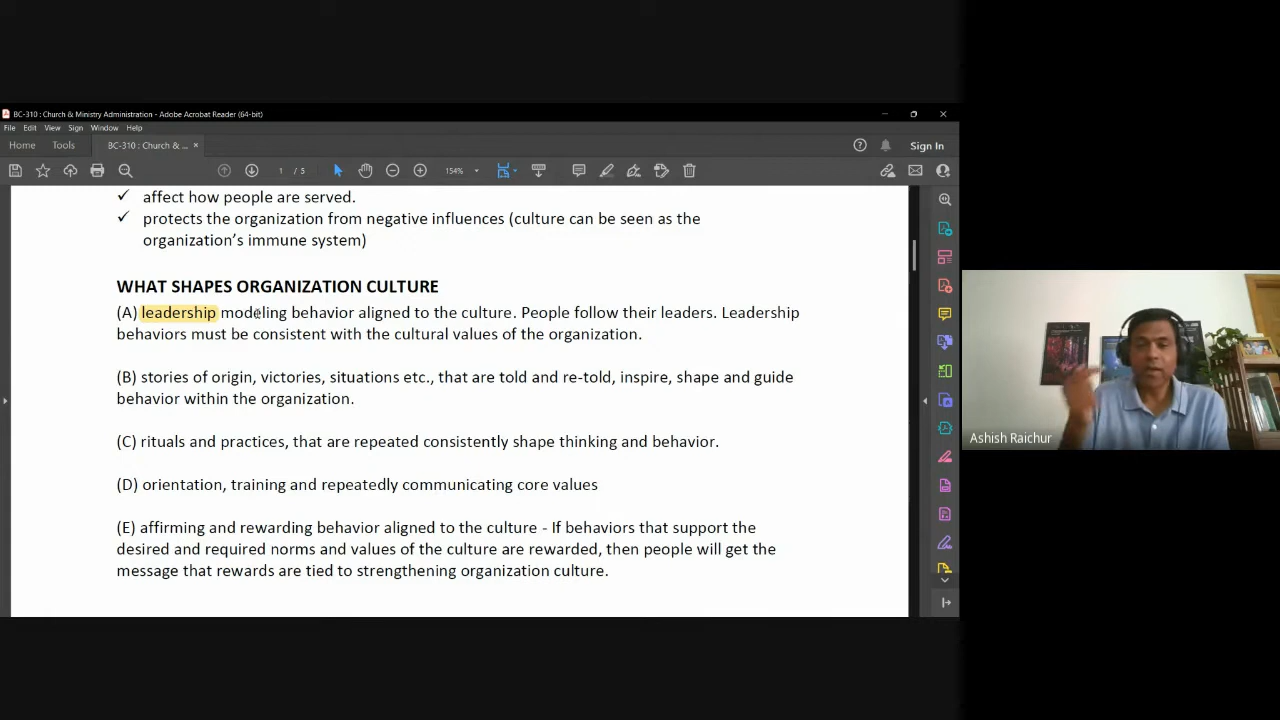 BC-310 : Church & Ministry Administration - Adobe Acrobat Reader (64-bit)
File Edit View Sign Window Help
Home Tools BC-310 : Church & ... × Sign In
1 / 5 154%
✓ affect how people are served.
✓ protects the organization from negative influences (culture can be seen as the
organization's immune system)
WHAT SHAPES ORGANIZATION CULTURE
(A) leadership modeling behavior aligned to the culture. People follow their leaders. Leadership
behaviors must be consistent with the cultural values of the organization.
(B) stories of origin, victories, situations etc., that are told and re-told, inspire, shape and guide
behavior within the organization.
(C) rituals and practices, that are repeated consistently shape thinking and behavior.
(D) orientation, training and repeatedly communicating core values
(E) affirming and rewarding behavior aligned to the culture - If behaviors that support the
desired and required norms and values of the culture are rewarded, then people will get the
message that rewards are tied to strengthening organization culture.
Ashish Raichur